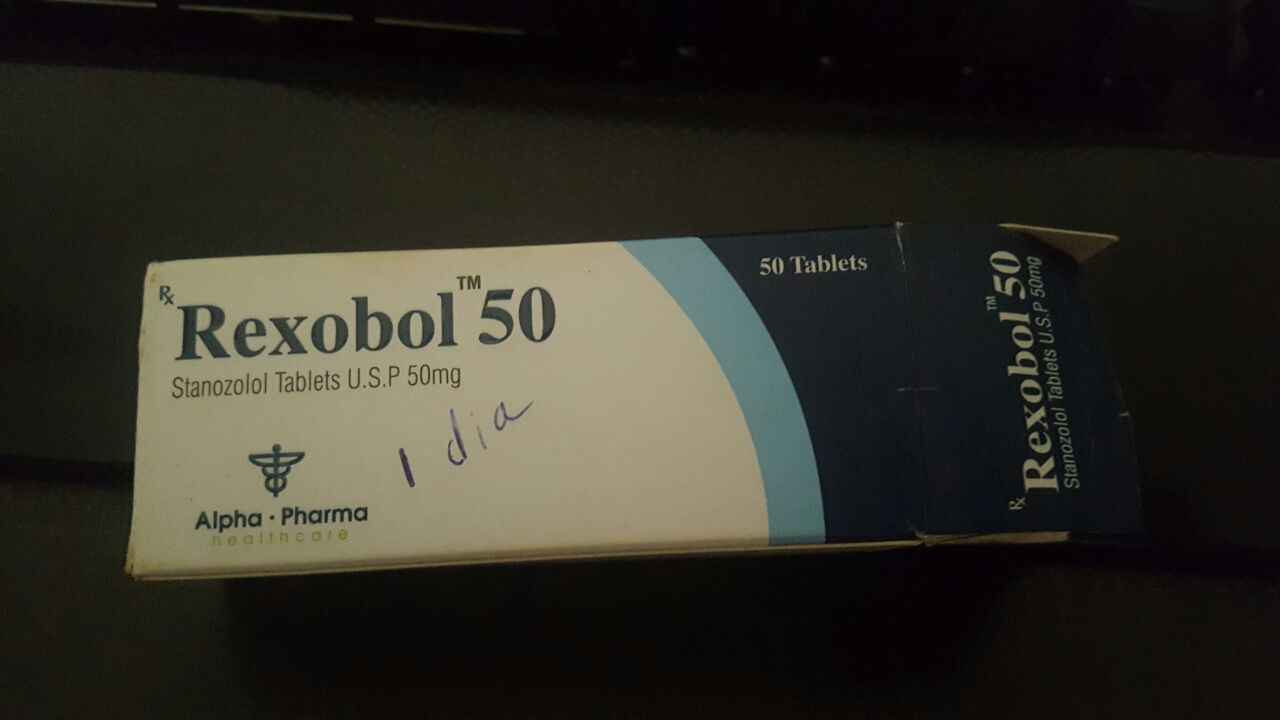 Rx
Rexobol™ 50
Stanozolol Tablets U.S.P 50mg
1 dia
Alpha · Pharma
healthcare
50 Tablets
Rx
Rexobol™ 50
Stanozolol Tablets U.S.P 50mg